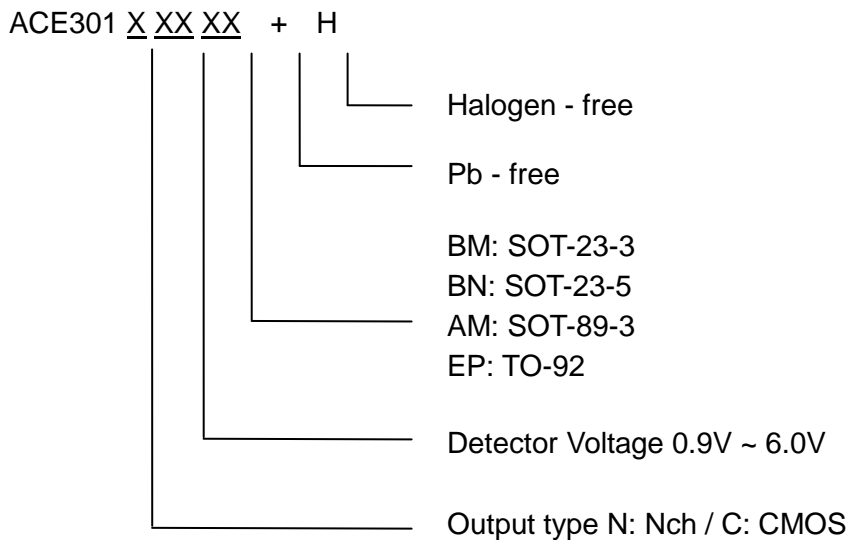 ACE301 X XX XX + H
Halogen - free
Pb - free
BM: SOT-23-3
BN: SOT-23-5
AM: SOT-89-3
EP: TO-92
Detector Voltage 0.9V ~ 6.0V
Output type N: Nch / C: CMOS